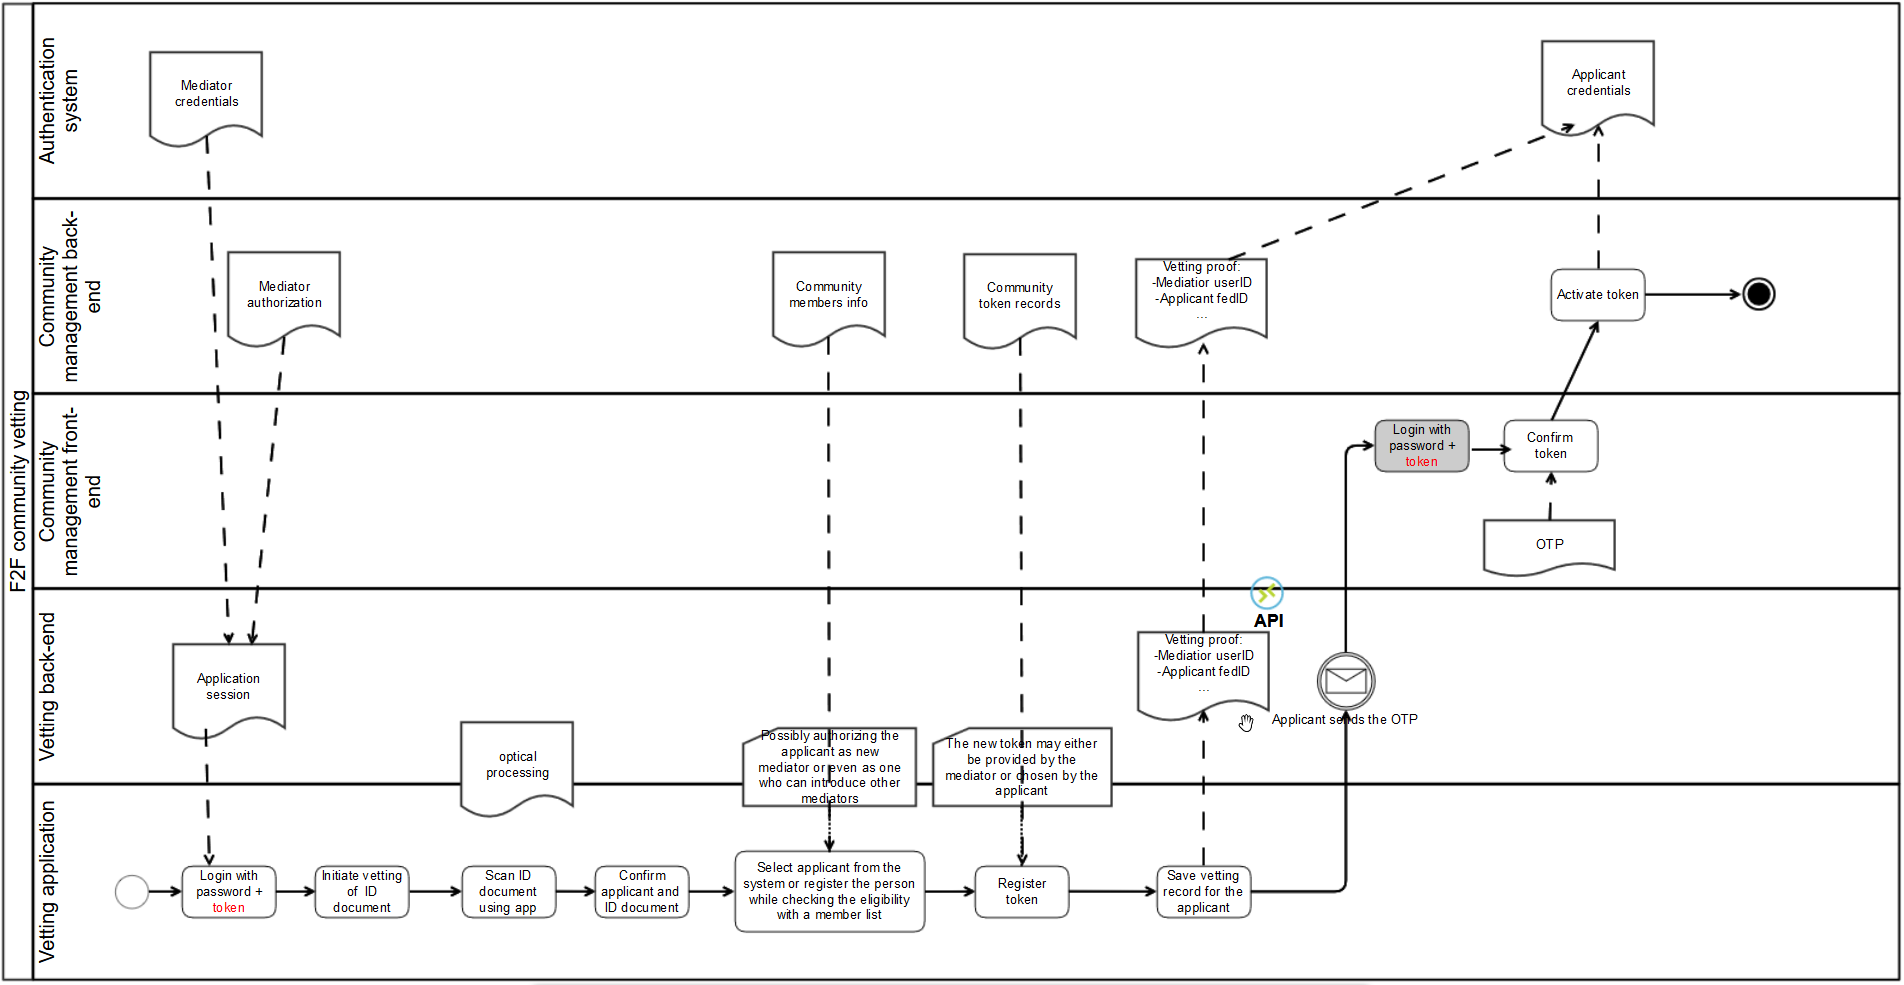 F2F community vetting
Authentication
system
Mediator
credentials
Applicant
credentials
Community
management back-
end
Mediator
authorization
Community
members info
Community
token records
Vetting proof:
-Mediatior userID
-Applicant fedID
...
Activate token
Community
management front-
end
Login with
password +
token
Confirm
token
OTP
Vetting back-end
Application
session
optical
processing
Possibly authorizing the
applicant as new
mediator or even as one
who can introduce other
mediators
The new token may either
be provided by the
mediator or chosen by the
applicant
API
Vetting proof:
-Mediatior userID
-Applicant fedID
...
Applicant sends the OTP
Vetting application
Login with
password +
token
Initiate vetting
of ID
document
Scan ID
document
using app
Confirm
applicant and
ID document
Select applicant from the
system or register the person
while checking the eligibility
with a member list
Register
token
Save vetting
record for the
applicant